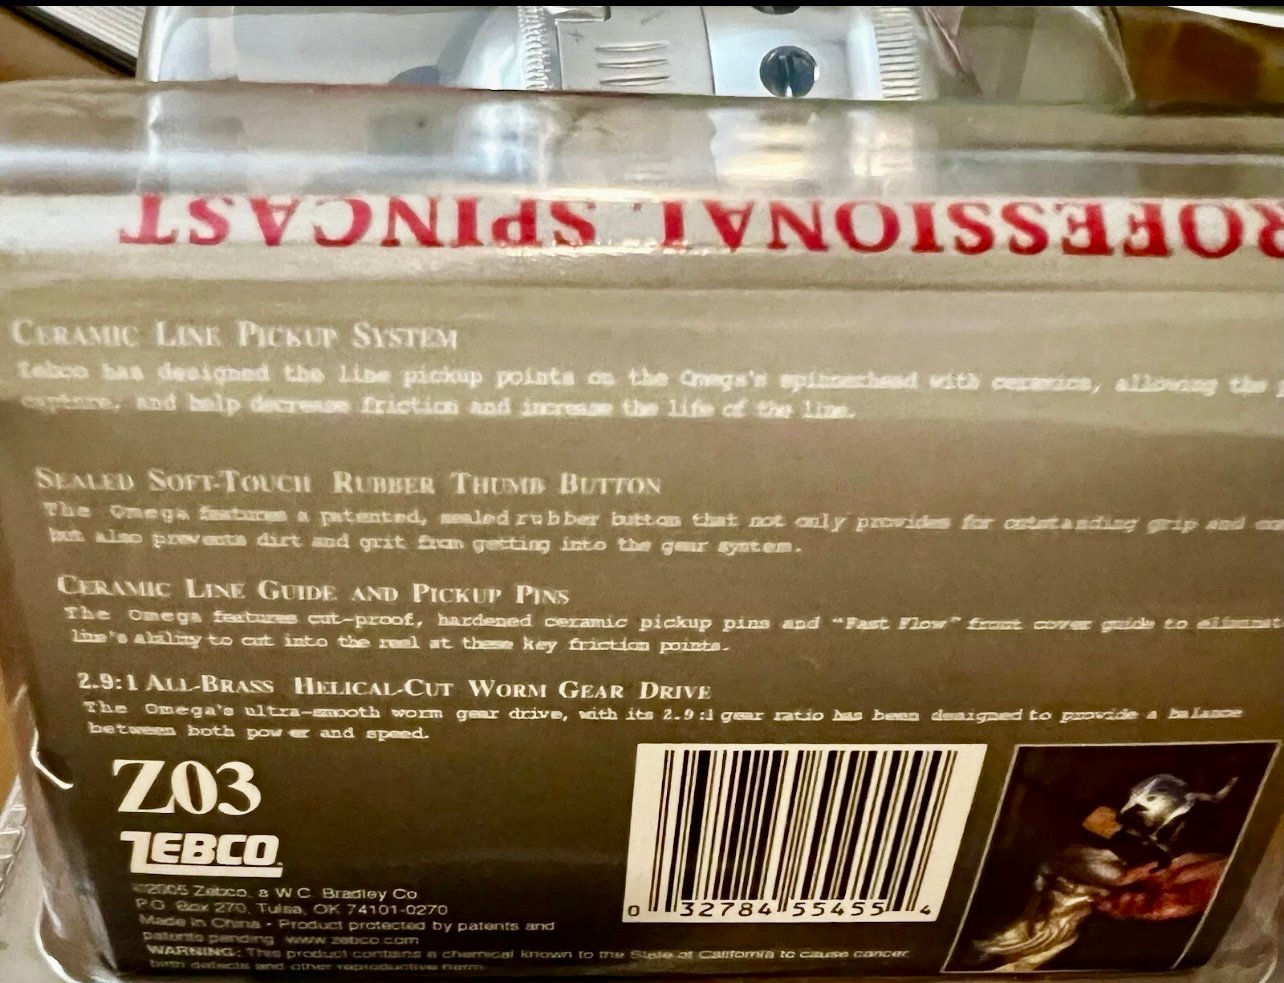 ROFESSIONAL SPINCAST
CERAMIC LINE PICKUP SYSTEM
Zebco has designed the line pickup points on the Omega's spinnerhead with ceramics, allowing the
capture, and help decrease friction and increase the life of the line.
SEALED SOFT-TOUCH RUBBER THUMB BUTTON
The Omega features a patented, sealed rubber button that not only provides for outstanding grip and
but also prevents dirt and grit from getting into the gear system.
CERAMIC LINE GUIDE AND PICKUP PINS
The Omega features cut-proof, hardened ceramic pickup pins and "Fast Flow" front cover guide to eliminat
line's ability to cut into the reel at these key friction points.
2.9:1 ALL-BRASS HELICAL-CUT WORM GEAR DRIVE
The Omega's ultra-smooth worm gear drive, with its 2.9:1 gear ratio has been designed to provide a balance
between both power and speed.
Z03
ZEBCO
©2005 Zebco, a W.C. Bradley Co
P.O. Box 270, Tulsa, OK 74101-0270
Made in China • Product protected by patents and
patents pending www.zebco.com
WARNING: This product contains a chemical known to the State of California to cause cancer,
birth defects and other reproductive harm.
0 32784 55455 4